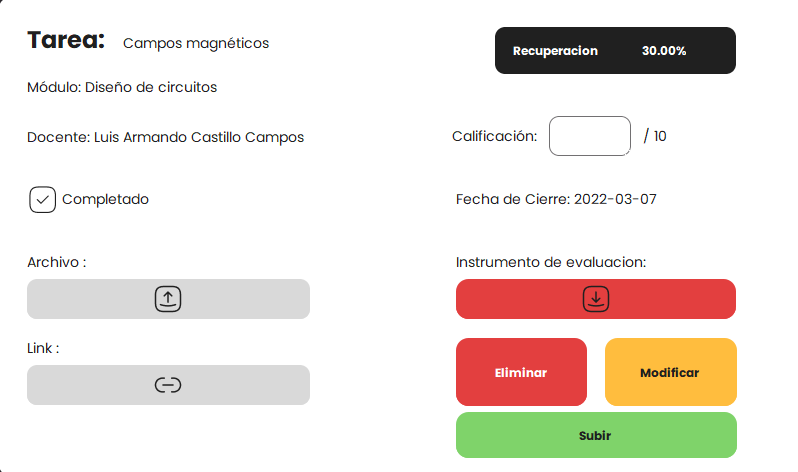 Tarea: Campos magnéticos
Recuperacion 30.00%
Módulo: Diseño de circuitos
Docente: Luis Armando Castillo Campos
Calificación: / 10
Completado
Fecha de Cierre: 2022-03-07
Archivo :
Instrumento de evaluacion:
Link :
Eliminar
Modificar
Subir